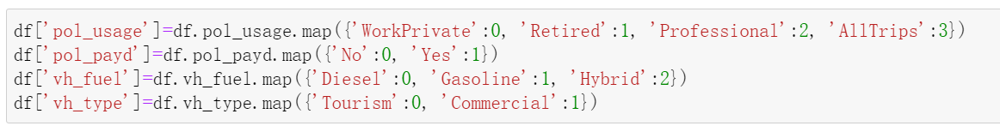 df['pol_usage']=df.pol_usage.map({'WorkPrivate':0, 'Retired':1, 'Professional':2, 'AllTrips':3})
df['pol_payd']=df.pol_payd.map({'No':0, 'Yes':1})
df['vh_fuel']=df.vh_fuel.map({'Diesel':0, 'Gasoline':1, 'Hybrid':2})
df['vh_type']=df.vh_type.map({'Tourism':0, 'Commercial':1})